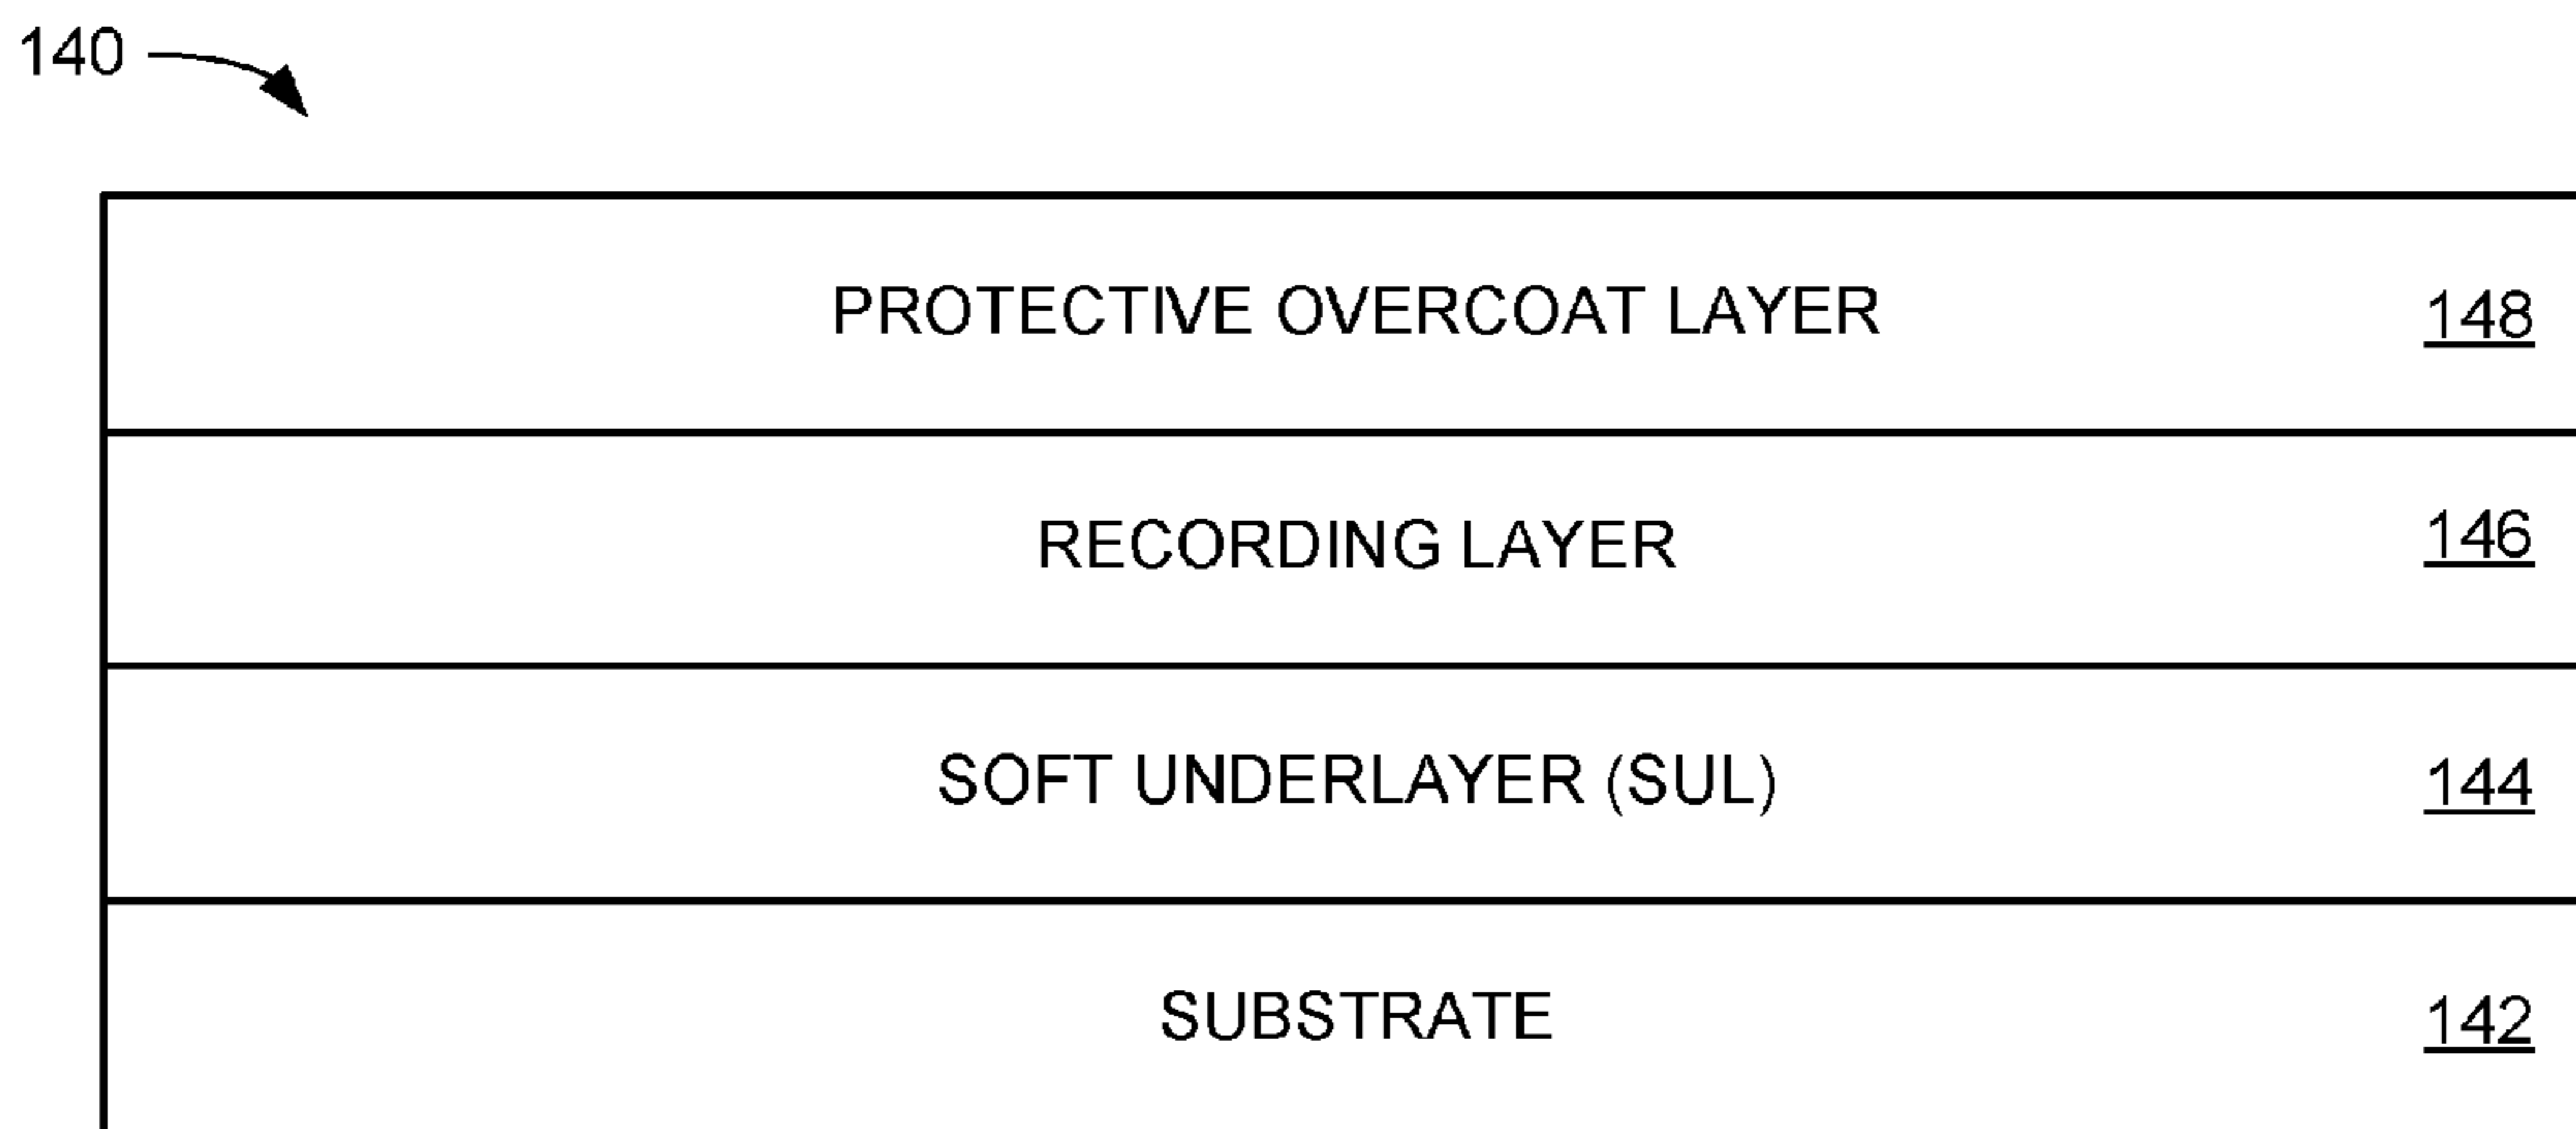 140
PROTECTIVE OVERCOAT LAYER 148
RECORDING LAYER 146
SOFT UNDERLAYER (SUL) 144
SUBSTRATE 142